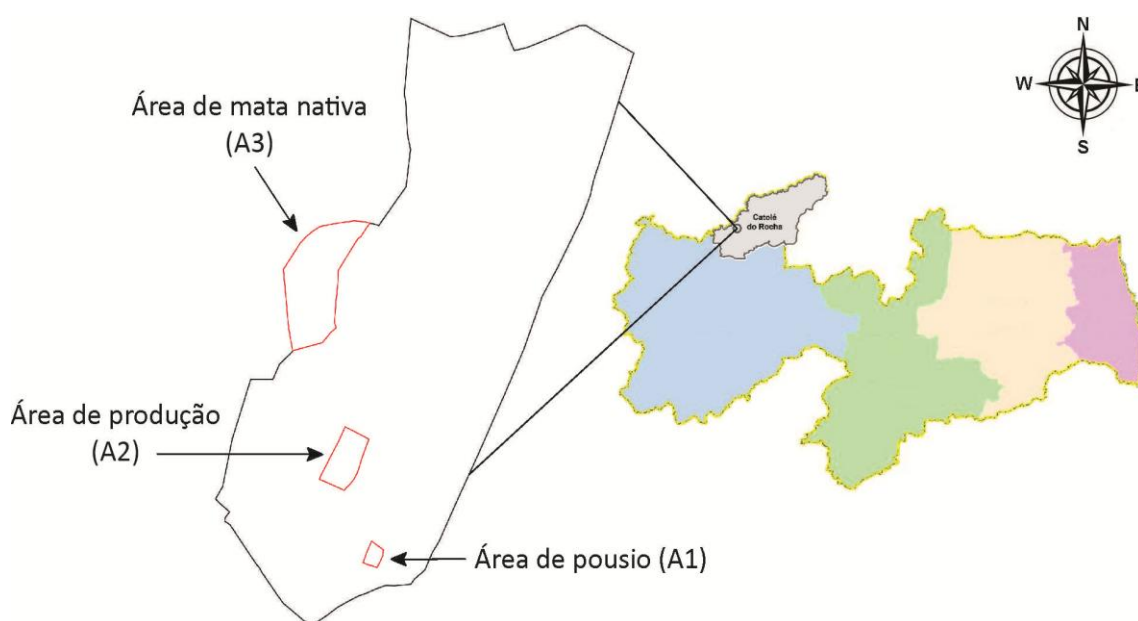 Área de mata nativa
(A3)
Área de produção
(A2)
Área de pousio (A1)
Catolé
do Rocha
N
W
E
S